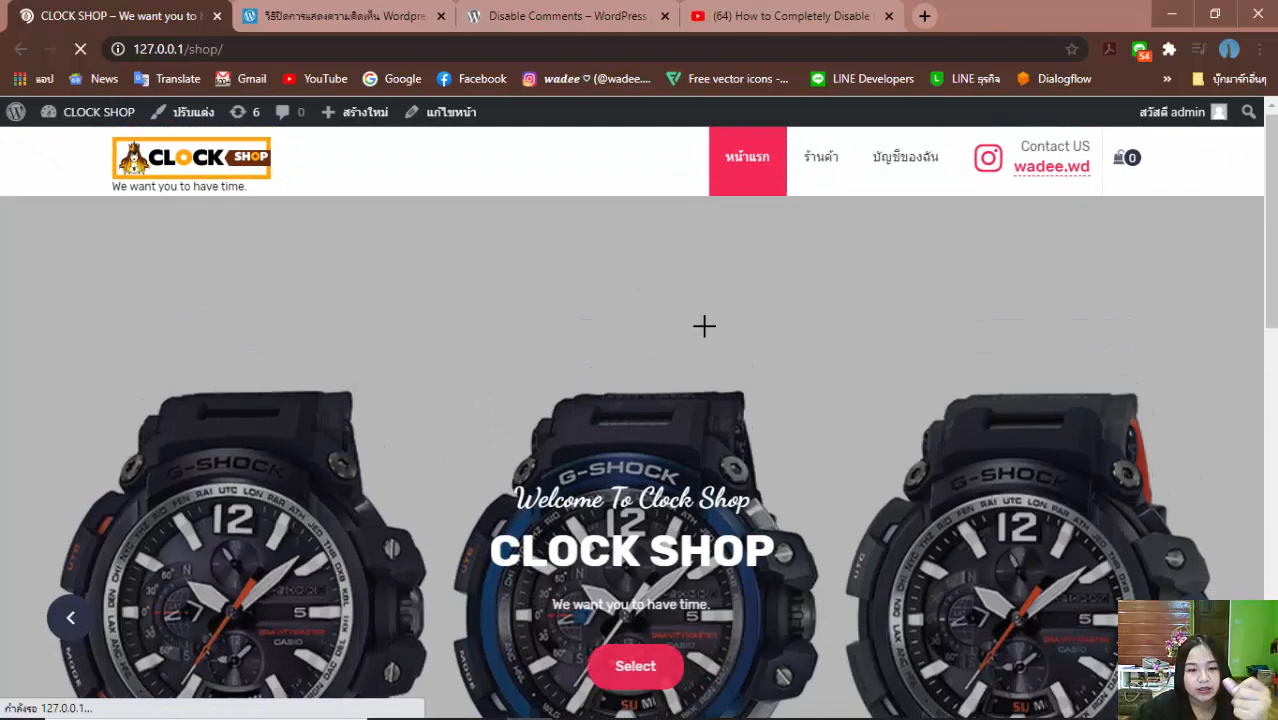 CLOCK SHOP – We want you to h
วิธีปิดการแสดงความคิดเห็น Wordpre
Disable Comments – WordPress
(64) How to Completely Disable
127.0.0.1/shop/
54
แอป
News
Translate
Gmail
YouTube
Google
Facebook
wadee ♡ (@wadee....
Free vector icons -...
LINE Developers
LINE ธุรกิจ
Dialogflow
»
บุ๊กมาร์กอื่นๆ
CLOCK SHOP
ปรับแต่ง
6
0
สร้างใหม่
แก้ไขหน้า
สวัสดี admin
CLOCK SHOP
We want you to have time.
หน้าแรก
ร้านค้า
บัญชีของฉัน
Contact US
wadee.wd
0
G-SHOCK
G-SHOCK
G-SHOCK
12
12
12
Welcome To Clock Shop
CLOCK SHOP
We want you to have time.
Select
GRAVITYMASTER
CASIO
กำลังรอ 127.0.0.1...